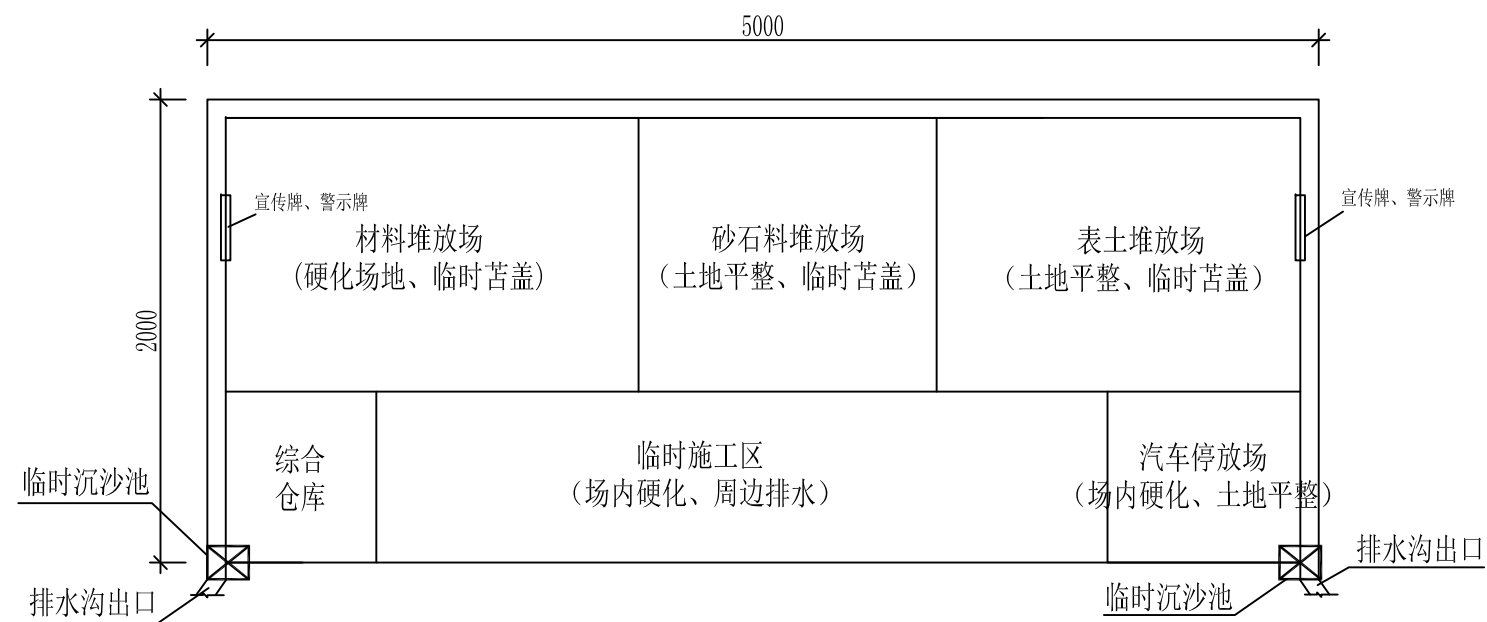 5000
2000
宣传牌、警示牌
宣传牌、警示牌
材料堆放场
(硬化场地、临时苫盖)
砂石料堆放场
（土地平整、临时苫盖）
表土堆放场
（土地平整、临时苫盖）
综合
仓库
临时施工区
（场内硬化、周边排水）
汽车停放场
（场内硬化、土地平整）
临时沉沙池
排水沟出口
排水沟出口
临时沉沙池